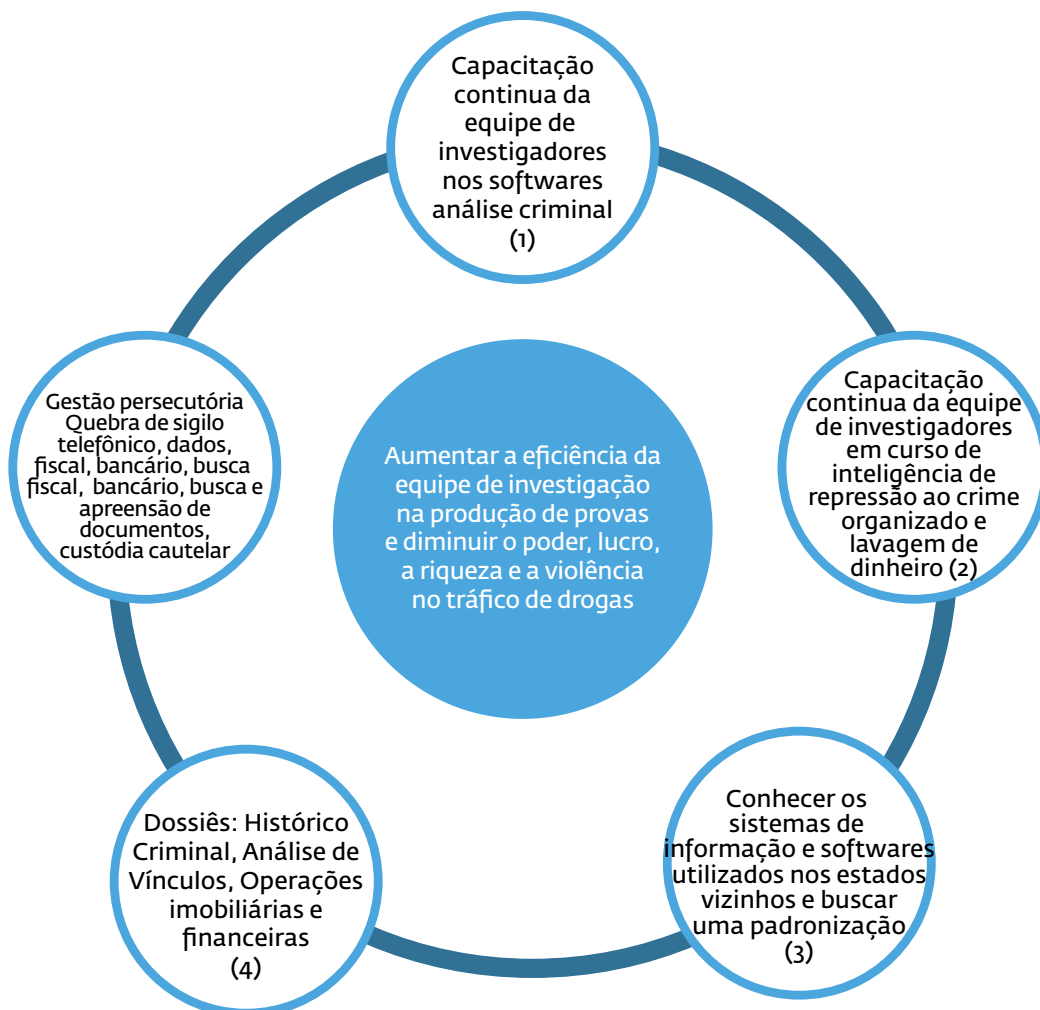 Capacitação
continua da
equipe de
investigadores
nos softwares
análise criminal
(1)
Capacitação
continua da equipe
de investigadores
em curso de
inteligência de
repressão ao crime
organizado e
lavagem de
dinheiro (2)
Conhecer os
sistemas de
informação e softwares
utilizados nos estados
vizinhos e buscar
uma padronização
(3)
Dossiês: Histórico
Criminal, Análise de
Vínculos, Operações
imobiliárias e
financeiras
(4)
Gestão persecutória
Quebra de sigilo
telefônico, dados,
fiscal, bancário, busca
fiscal, bancário, busca e
apreensão de
documentos,
custódia cautelar
Aumentar a eficiência da
equipe de investigação
na produção de provas
e diminuir o poder, lucro,
a riqueza e a violência
no tráfico de drogas